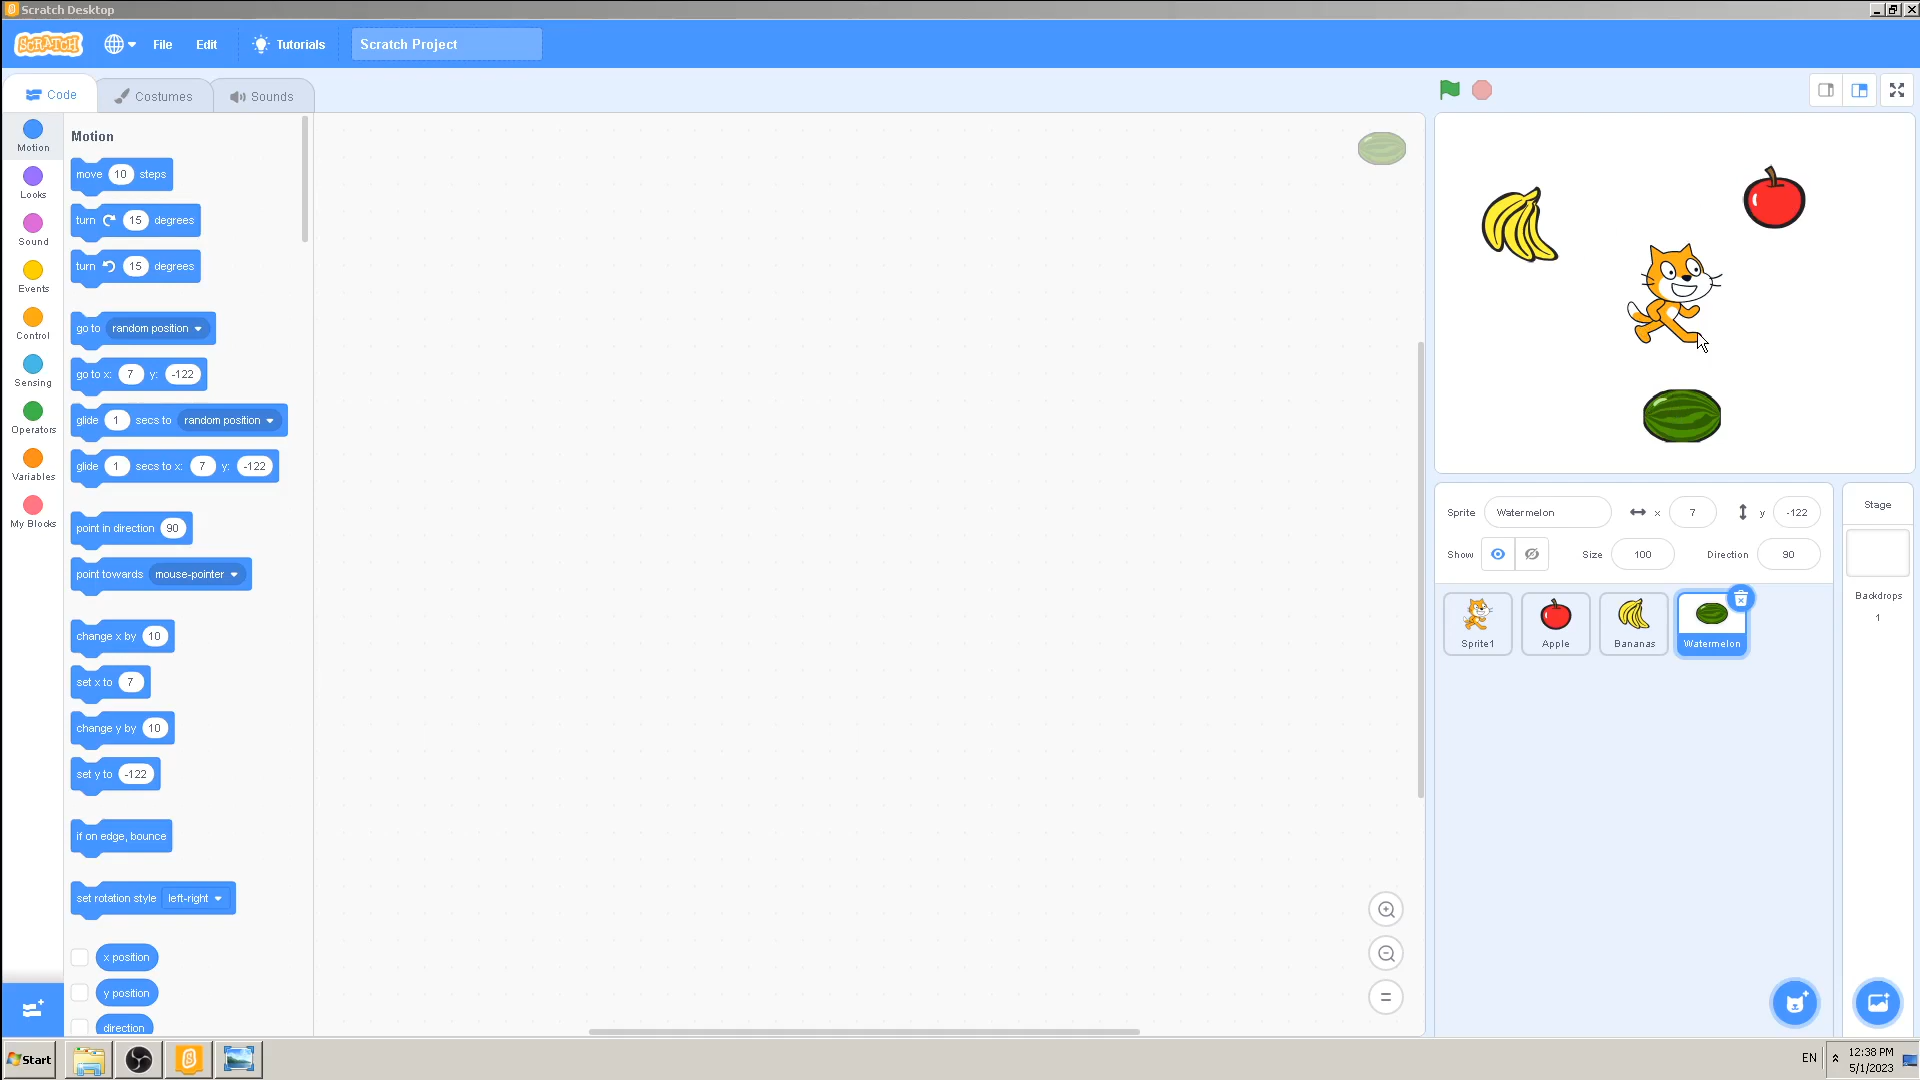 Scratch Desktop
SCRATCH File Edit Tutorials Scratch Project
Code Costumes Sounds
Motion
Looks
Sound
Events
Control
Sensing
Operators
Variables
My Blocks
Motion
move 10 steps
turn 15 degrees
turn 15 degrees
go to random position
go to x: 7 y: -122
glide 1 secs to random position
glide 1 secs to x: 7 y: -122
point in direction 90
point towards mouse-pointer
change x by 10
set x to 7
change y by 10
set y to -122
if on edge, bounce
set rotation style left-right
x position
y position
direction
Sprite Watermelon x 7 y -122
Show Size 100 Direction 90
Sprite1 Apple Bananas Watermelon
Stage
Backdrops
1
Start
EN
12:38 PM
5/1/2023